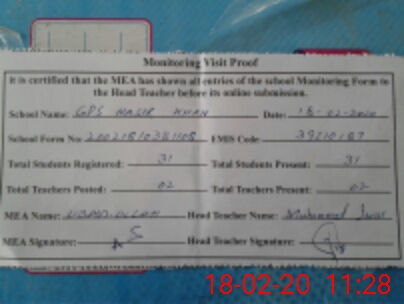 Monitoring Visit Proof
It is certified that the MEA has shown all entries of the school Monitoring Form to
the Head Teacher before its online submission.
School Name: GPS NASIR KHAN Date: 18-02-2020
School Form No: EMIS Code:
Total Students Registered: 31 Total Students Present: 31
Total Teachers Posted: 02 Total Teachers Present: 02
MEA Name: Head Teacher Name: Muhammad
MEA Signature: Head Teacher Signature:
18-02-20 11:28